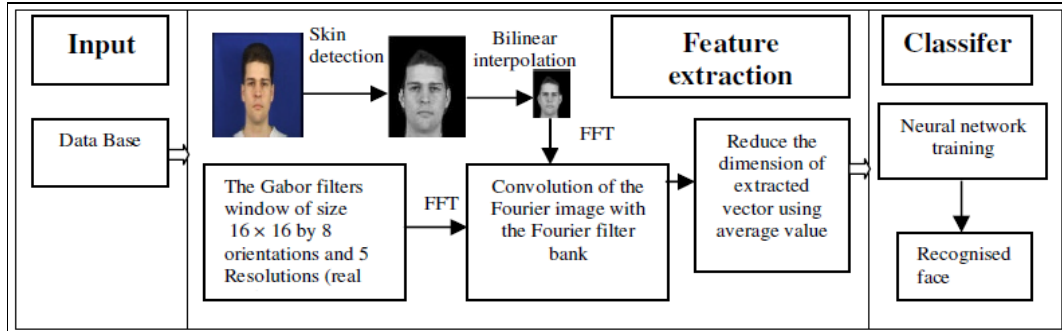 Input
Data Base
Skin
detection
Bilinear
interpolation
Feature
extraction
FFT
The Gabor filters
window of size
16 × 16 by 8
orientations and 5
Resolutions (real
FFT
Convolution of the
Fourier image with
the Fourier filter
bank
Reduce the
dimension of
extracted
vector using
average value
Classifer
Neural network
training
Recognised
face